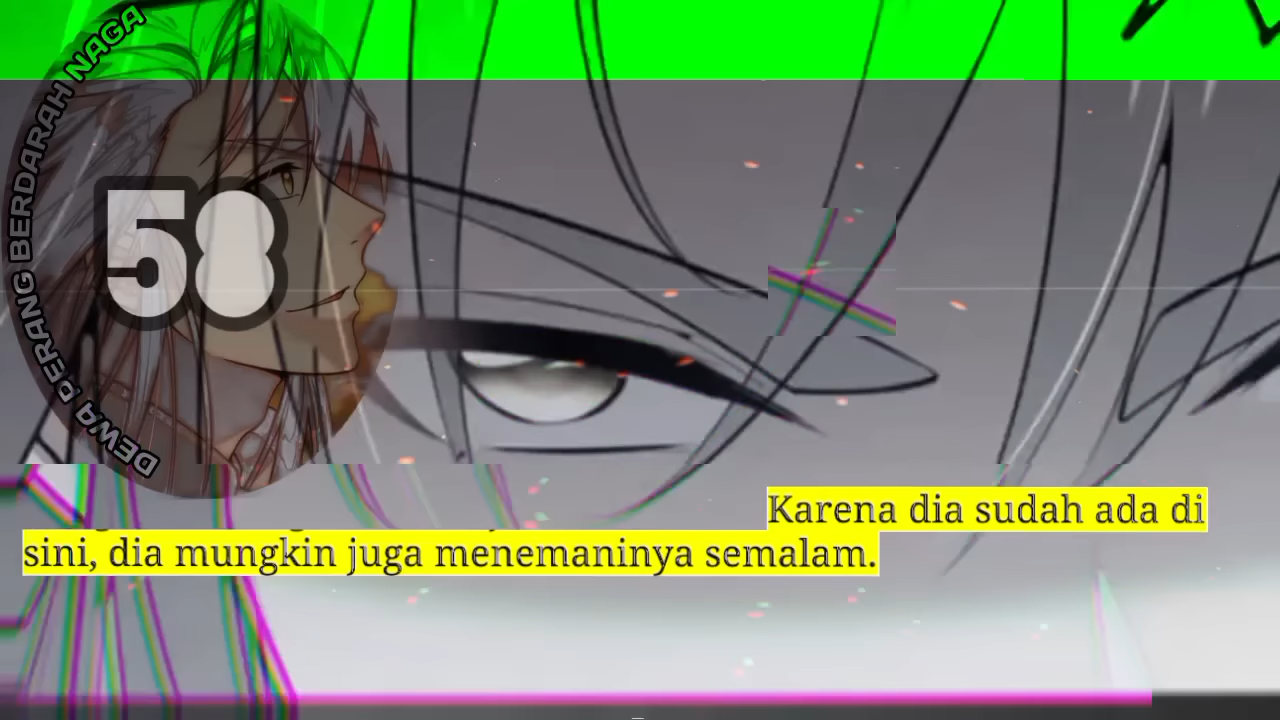 DEWA PERANG BERDARAH NAGA
58
Karena dia sudah ada di
sini, dia mungkin juga menemaninya semalam.